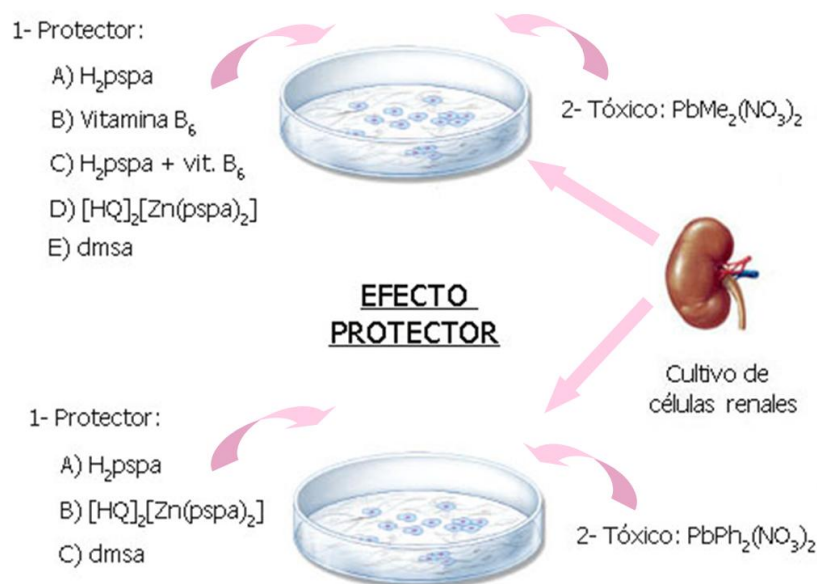 1- Protector:
A) H₂pspa
B) Vitamina B₆
C) H₂pspa + vit. B₆
D) [HQ]₂[Zn(pspa)₂]
E) dmsa
2- Tóxico: PbMe₂(NO₃)₂
EFECTO
PROTECTOR
Cultivo de
células renales
1- Protector:
A) H₂pspa
B) [HQ]₂[Zn(pspa)₂]
C) dmsa
2- Tóxico: PbPh₂(NO₃)₂